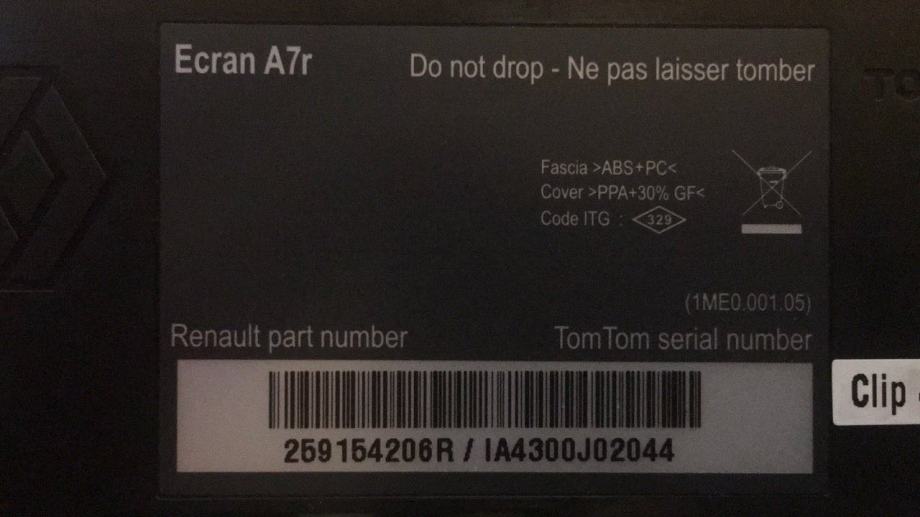 Ecran A7r
Do not drop - Ne pas laisser tomber
Fascia >ABS+PC<
Cover >PPA+30% GF<
Code ITG : 329
(1ME0.001.05)
Renault part number
TomTom serial number
259154206R / IA4300J02044
Clip